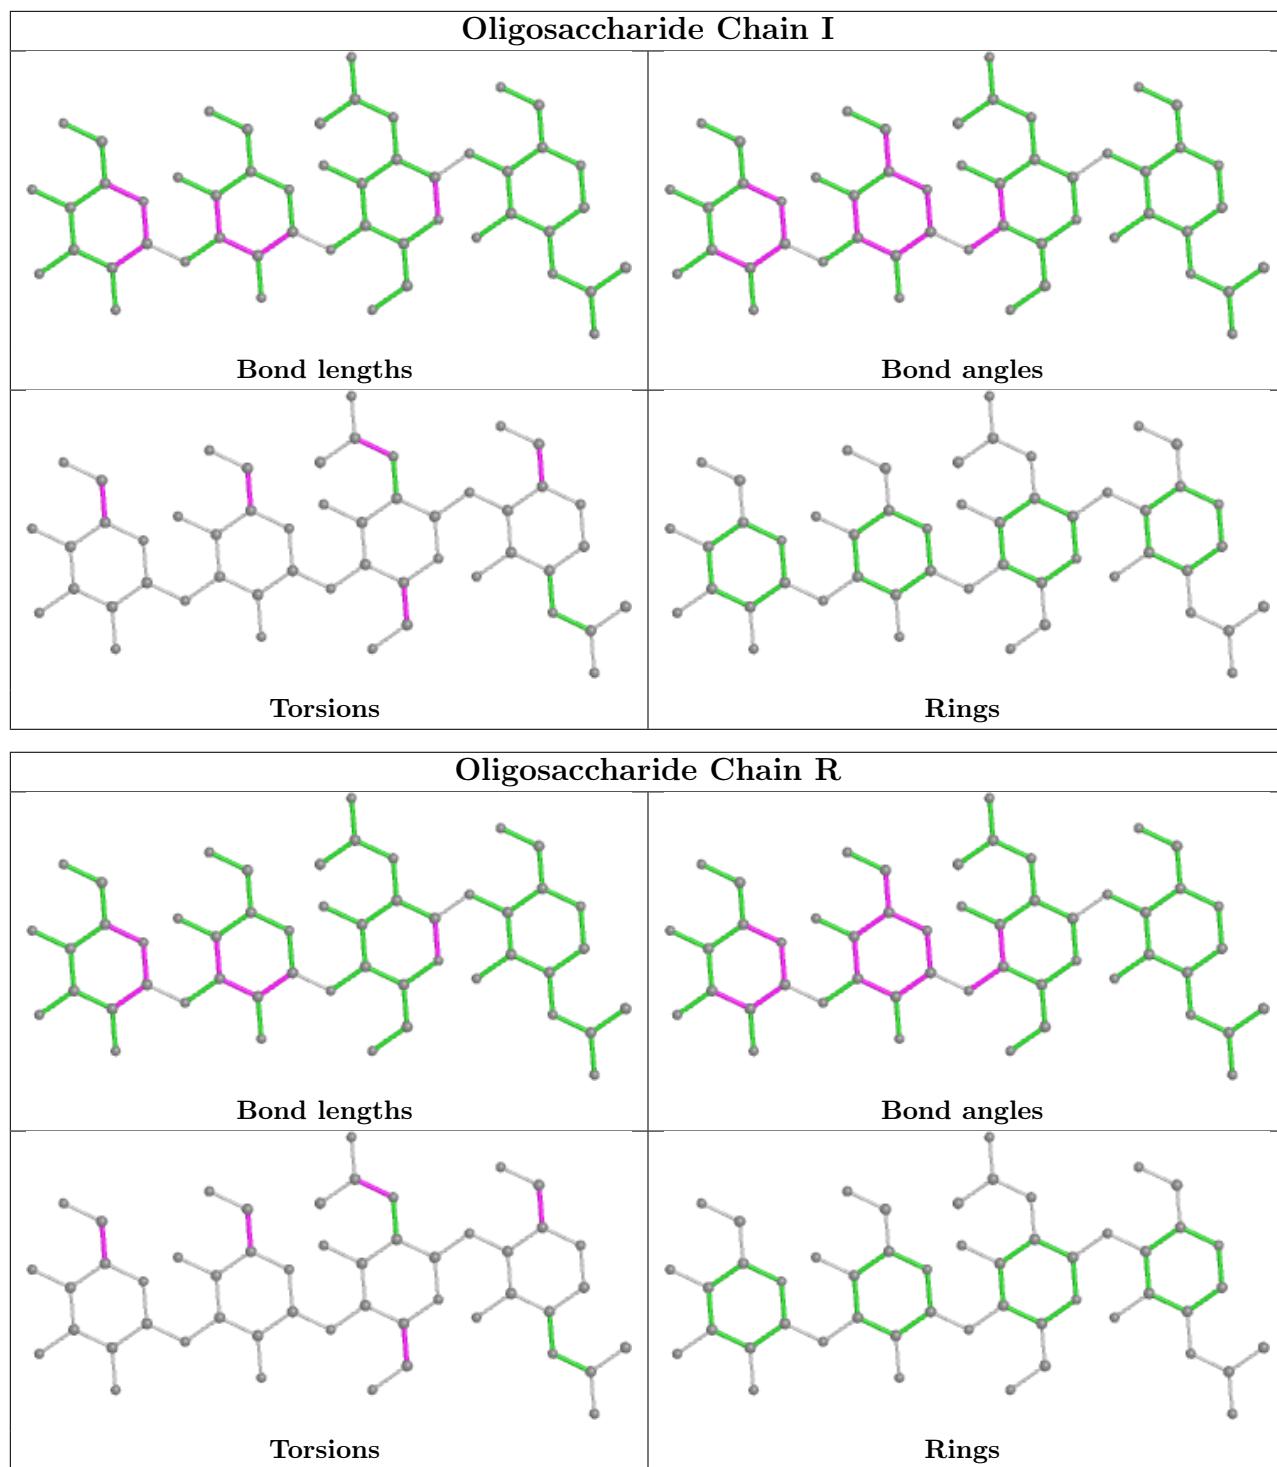 Oligosaccharide Chain I
Bond lengths
Bond angles
Torsions
Rings
Oligosaccharide Chain R
Bond lengths
Bond angles
Torsions
Rings